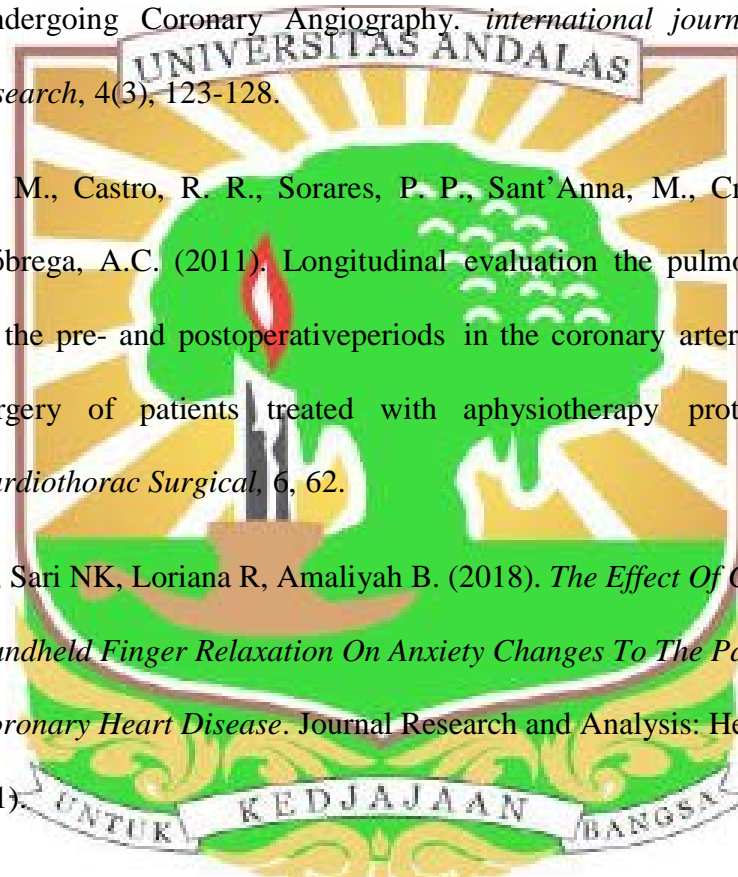 ndergoing Coronary Angiography. international journ
UNIVERSITAS ANDALAS
search, 4(3), 123-128.
M., Castro, R. R., Sorares, P. P., Sant’Anna, M., Cr
óbrega, A.C. (2011). Longitudinal evaluation the pulmo
the pre- and postoperativeperiods in the coronary arter
rgery of patients treated with aphysiotherapy prot
ardiothorac Surgical, 6, 62.
, Sari NK, Loriana R, Amaliyah B. (2018). The Effect Of
andheld Finger Relaxation On Anxiety Changes To The Pa
oronary Heart Disease. Journal Research and Analysis: He
1).
UNTUK KEDJAJAAN BANGSA